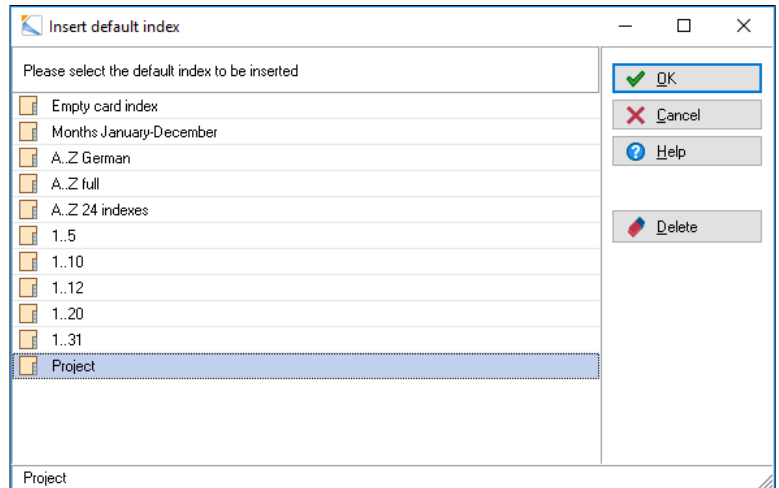 Insert default index
Please select the default index to be inserted
Empty card index
Months January-December
A..Z German
A..Z full
A..Z 24 indexes
1..5
1..10
1..12
1..20
1..31
Project
OK
Cancel
Help
Delete
Project